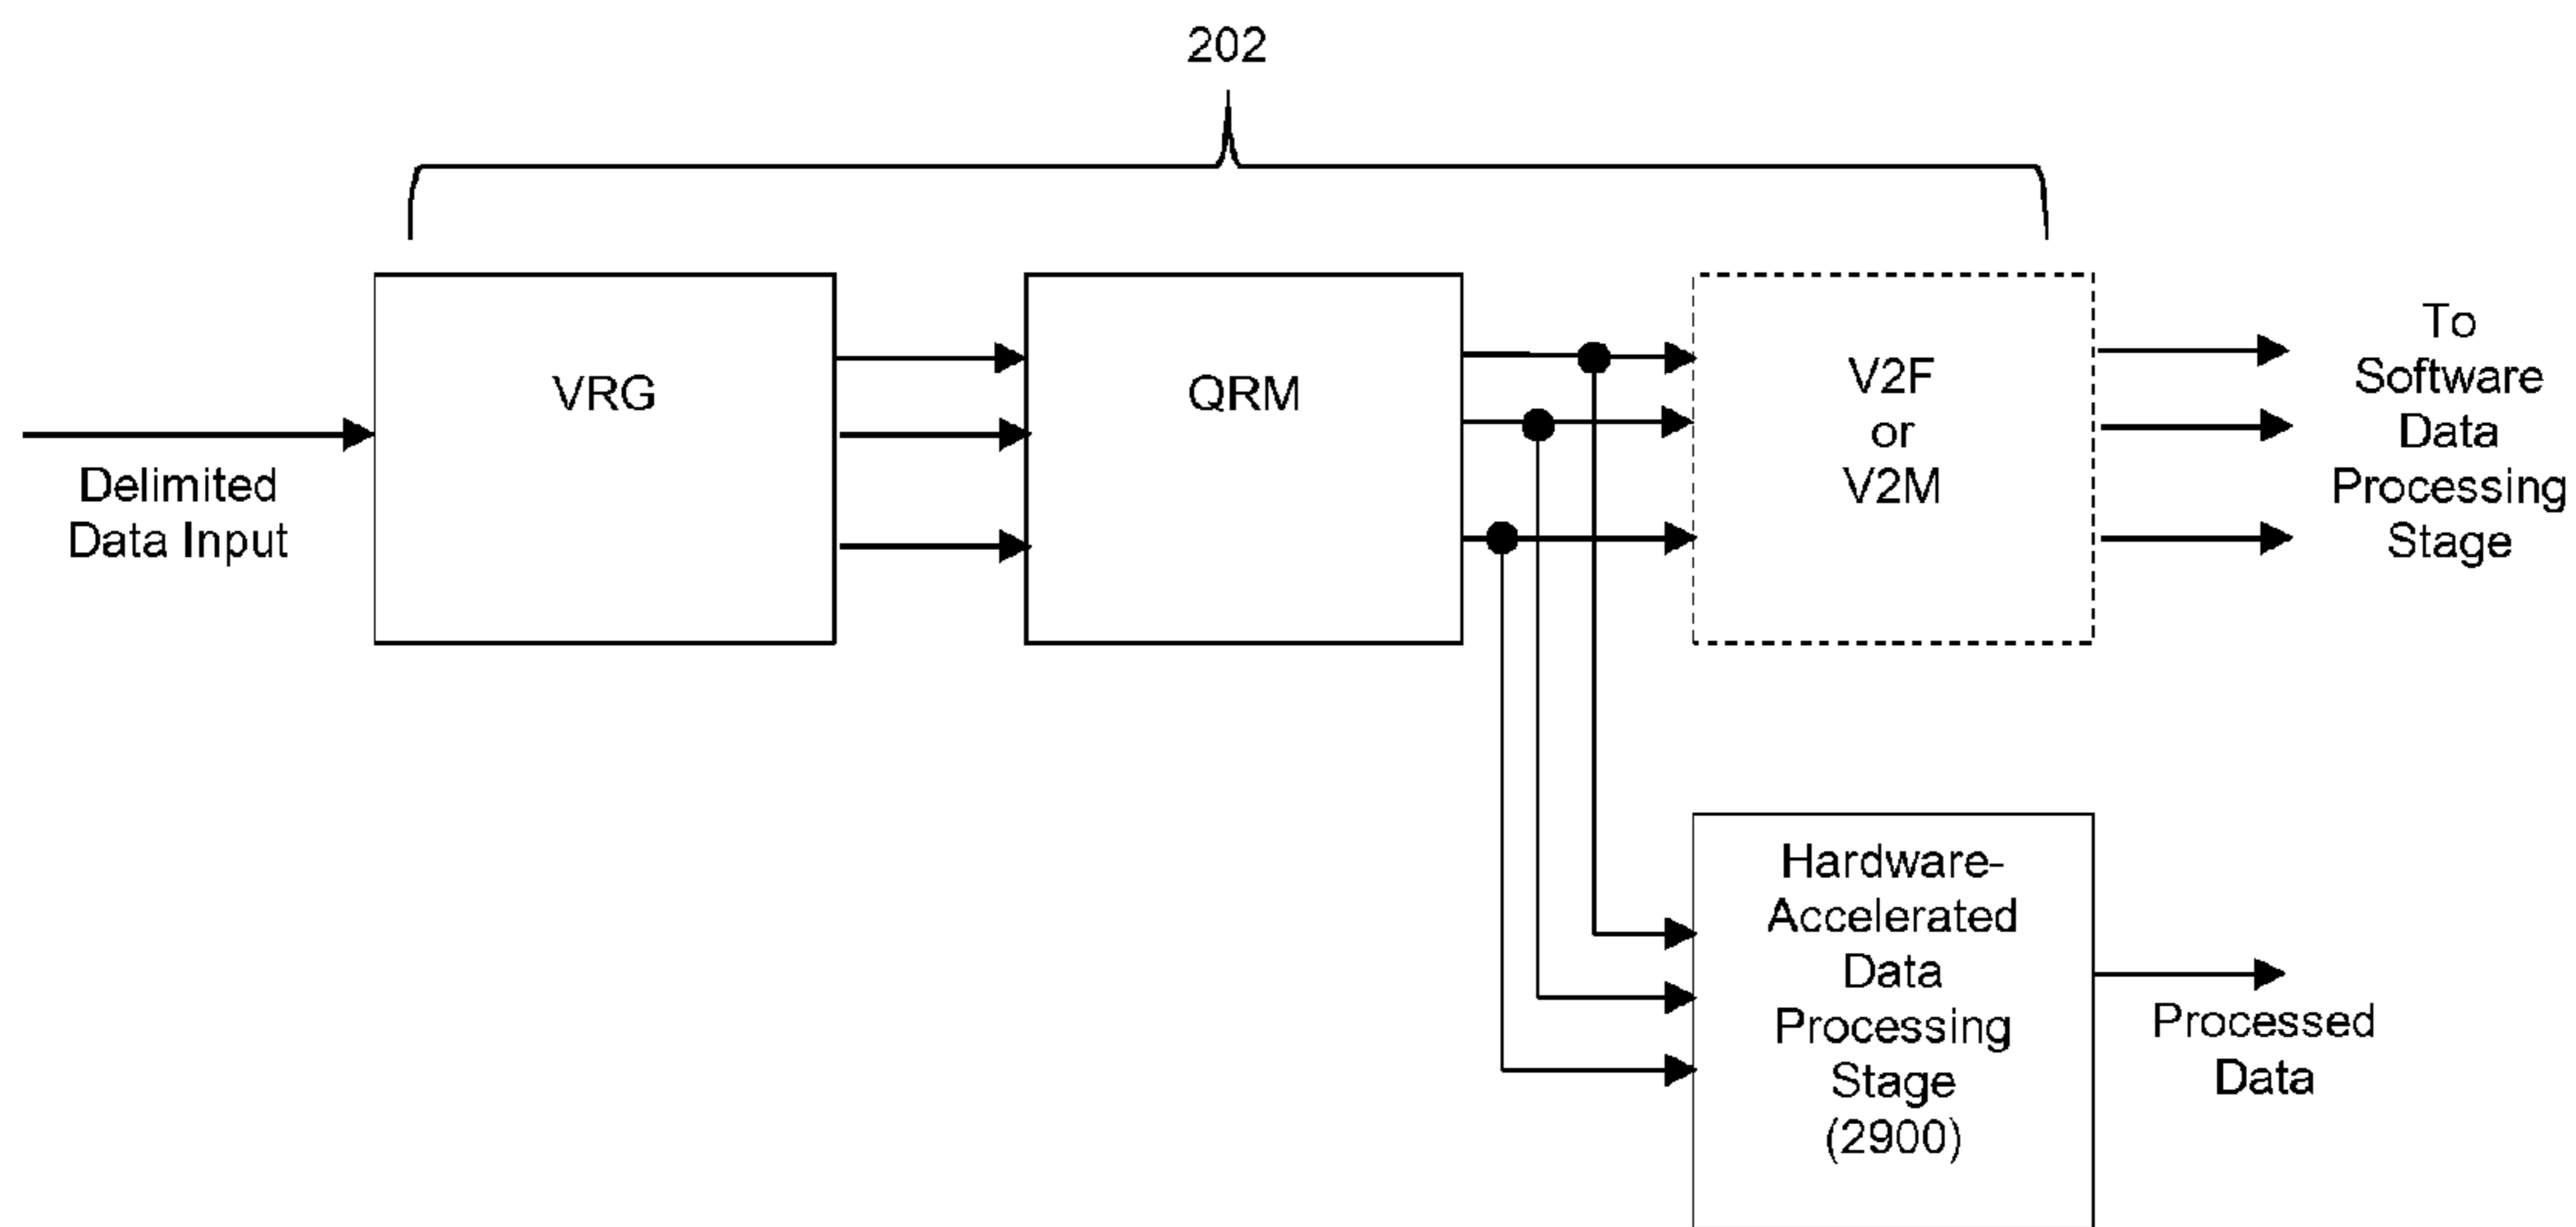 202
Delimited
Data Input
VRG
QRM
V2F
or
V2M
To
Software
Data
Processing
Stage
Hardware-
Accelerated
Data
Processing
Stage
(2900)
Processed
Data